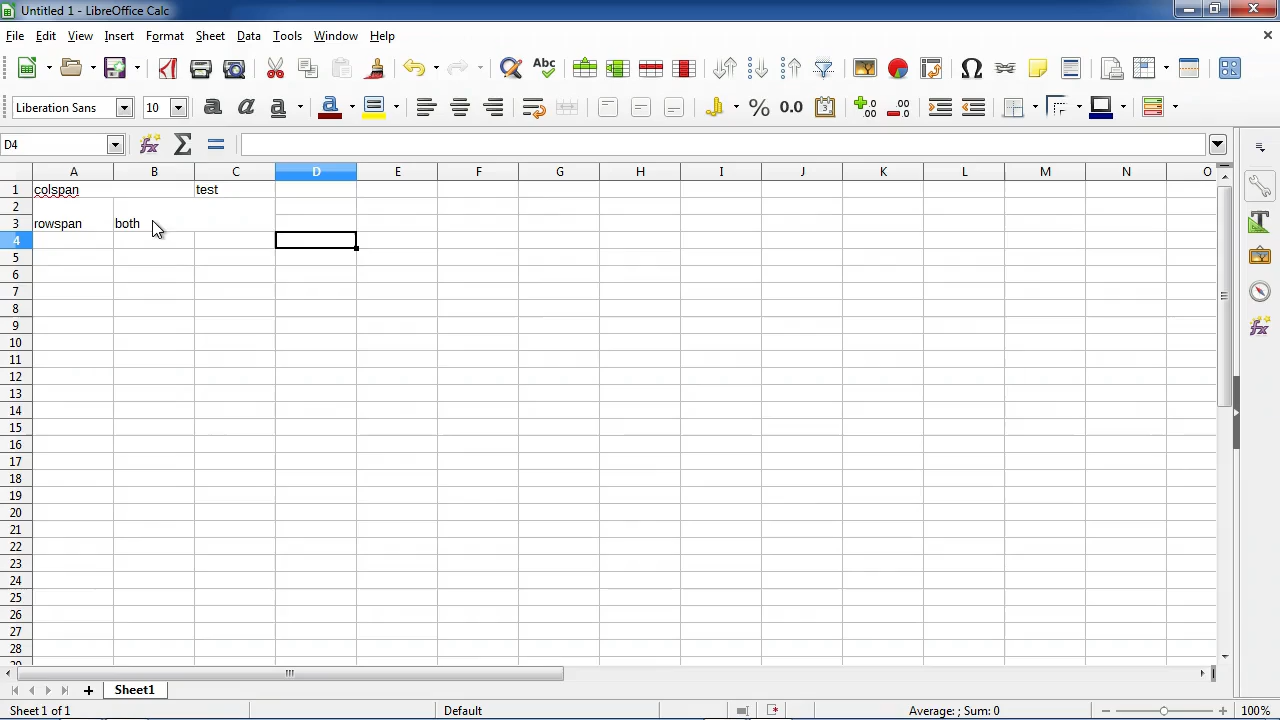 Untitled 1 - LibreOffice Calc
File Edit View Insert Format Sheet Data Tools Window Help
Abc
Liberation Sans 10 a a a a % 0.0
D4
A B C D E F G H I J K L M N O
1 colspan test
2
3 rowspan both
4
5
6
7
8
9
10
11
12
13
14
15
16
17
18
19
20
21
22
23
24
25
26
27
28
Sheet1
Sheet 1 of 1 Default Average: ; Sum: 0 100%